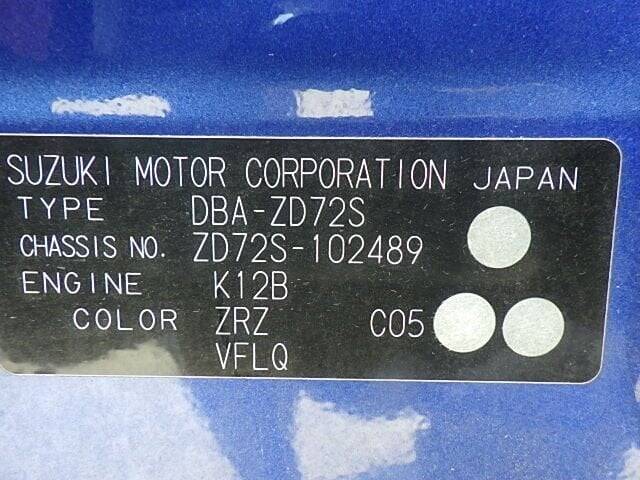 SUZUKI MOTOR CORPORATION JAPAN
TYPE DBA-ZD72S
CHASSIS NO. ZD72S-102489
ENGINE K12B
COLOR ZRZ C05
VFLQ